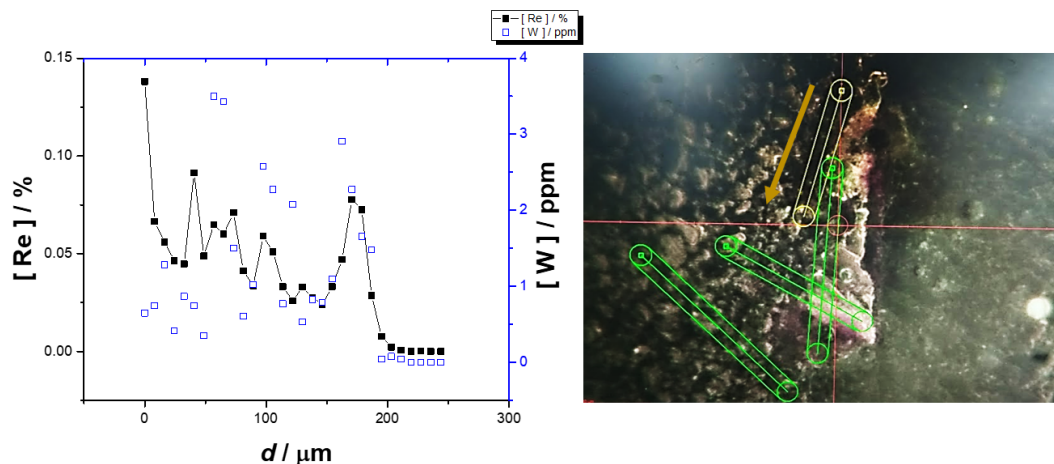 [ Re ] / %
[ W ] / ppm
0.15
0.10
0.05
0.00
[ Re ] / %
4
3
2
1
0
[ W ] / ppm
0
100
200
300
d / μm